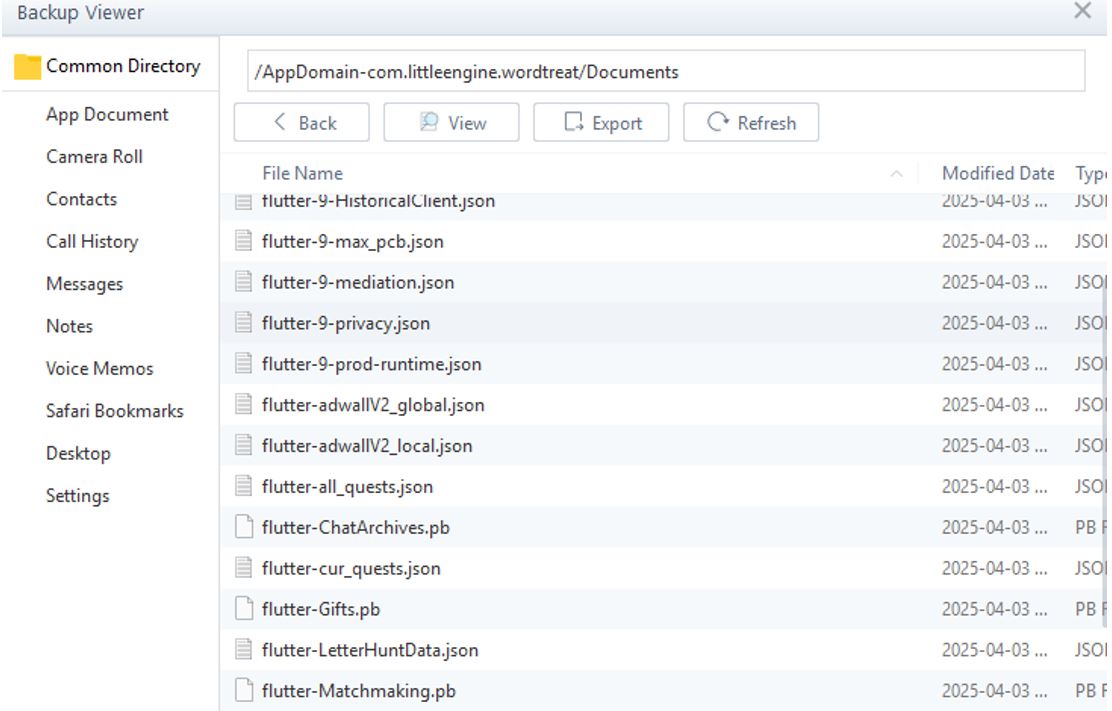 Backup Viewer
Common Directory
App Document
Camera Roll
Contacts
Call History
Messages
Notes
Voice Memos
Safari Bookmarks
Desktop
Settings
/AppDomain-com.littleengine.wordtreat/Documents
Back View Export Refresh
File Name Modified Date Type
flutter-9-HistoricalClient.json 2025-04-03 ... JSO
flutter-9-max_pcb.json 2025-04-03 ... JSO
flutter-9-mediation.json 2025-04-03 ... JSO
flutter-9-privacy.json 2025-04-03 ... JSO
flutter-9-prod-runtime.json 2025-04-03 ... JSO
flutter-adwallV2_global.json 2025-04-03 ... JSO
flutter-adwallV2_local.json 2025-04-03 ... JSO
flutter-all_quests.json 2025-04-03 ... JSO
flutter-ChatArchives.pb 2025-04-03 ... PB F
flutter-cur_quests.json 2025-04-03 ... JSO
flutter-Gifts.pb 2025-04-03 ... PB F
flutter-LetterHuntData.json 2025-04-03 ... JSO
flutter-Matchmaking.pb 2025-04-03 ... PB F